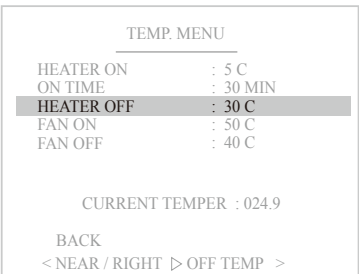 TEMP. MENU
HEATER ON : 5 C
ON TIME : 30 MIN
HEATER OFF : 30 C
FAN ON : 50 C
FAN OFF : 40 C
CURRENT TEMPER : 024.9
BACK
< NEAR / RIGHT ▷ OFF TEMP >